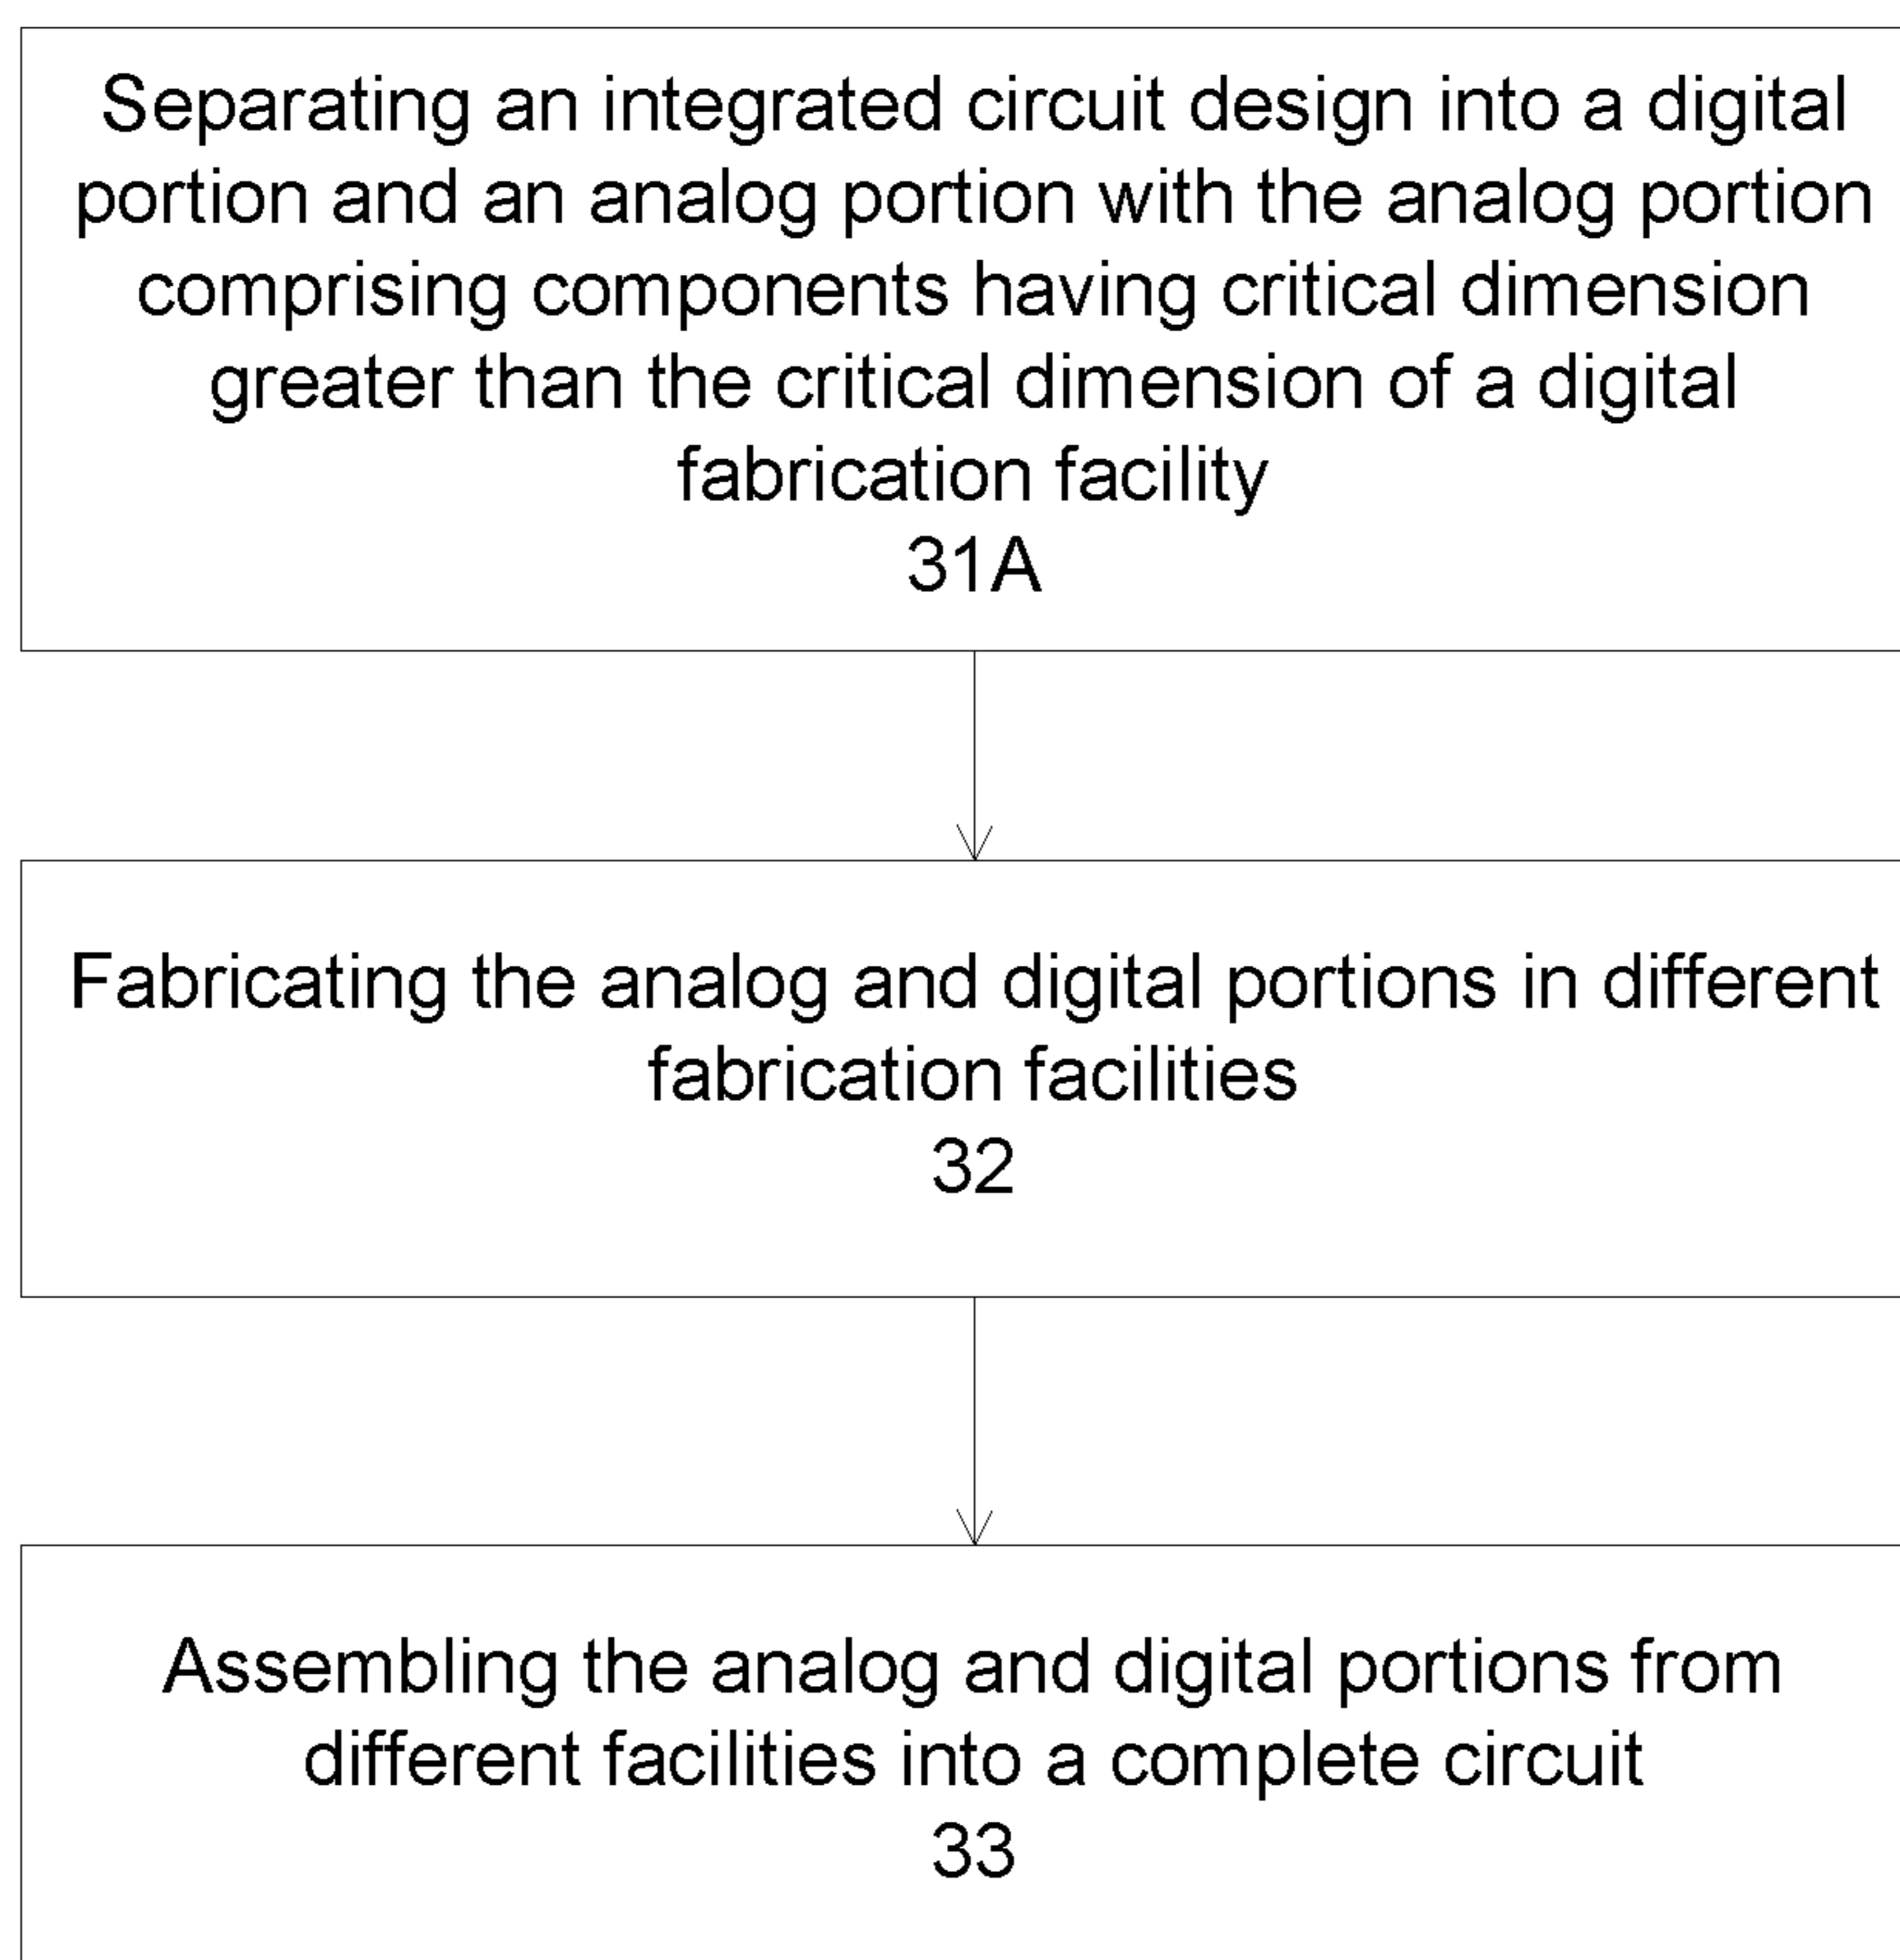 Separating an integrated circuit design into a digital
portion and an analog portion with the analog portion
comprising components having critical dimension
greater than the critical dimension of a digital
fabrication facility
31A
Fabricating the analog and digital portions in different
fabrication facilities
32
Assembling the analog and digital portions from
different facilities into a complete circuit
33